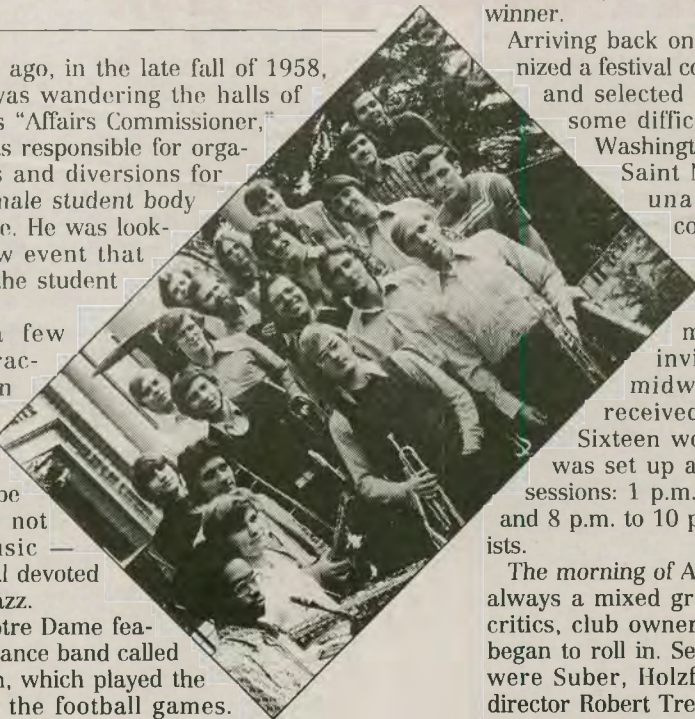 ago, in the late fall of 1958,
was wandering the halls of
s “Affairs Commissioner,”
as responsible for orga-
s and diversions for
male student body
e. He was look-
w event that
the student
a few
rac-
n
be
not
usic —
al devoted
azz.
otre Dame fea-
ance band called
n, which played the
the football games.
winner.
Arriving back on
nized a festival co
and selected
some diffic
Washingt
Saint M
una
co
m
invi
midw
received
Sixteen wo
was set up a
sessions: 1 p.m.
and 8 p.m. to 10 p
ists.
The morning of A
always a mixed gr
critics, club owner
began to roll in. Se
were Suber, Holzf
director Robert Tre